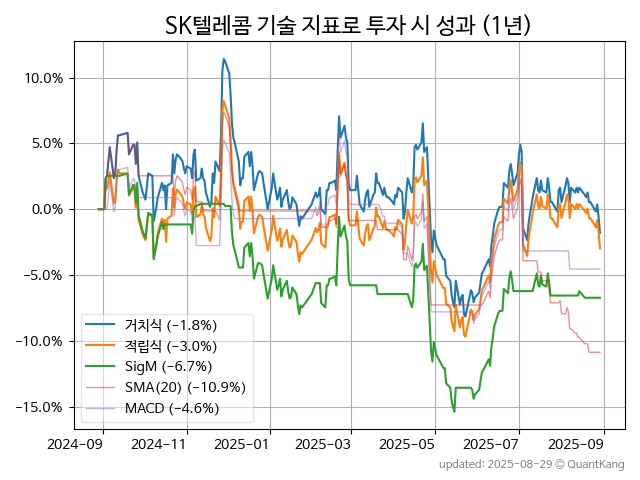 SK텔레콤 기술 지표로 투자 시 성과 (1년)
10.0%
5.0%
0.0%
−5.0%
−10.0%
−15.0%
거치식 (−1.8%)
적립식 (−3.0%)
SigM (−6.7%)
SMA(20) (−10.9%)
MACD (−4.6%)
2024−09 2024−11 2025−01 2025−03 2025−05 2025−07 2025−09
updated: 2025−08−29 © QuantKang